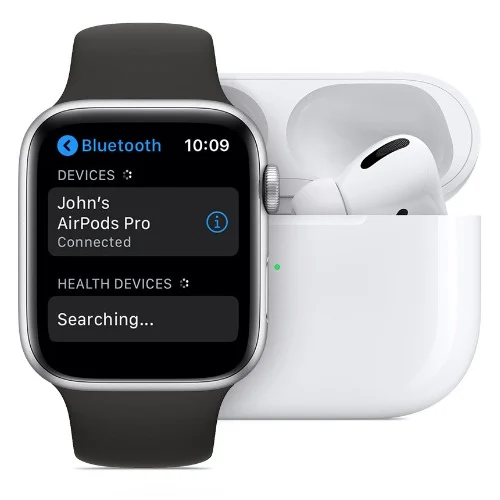 Bluetooth 10:09
DEVICES
John's
AirPods Pro
Connected
HEALTH DEVICES
Searching...